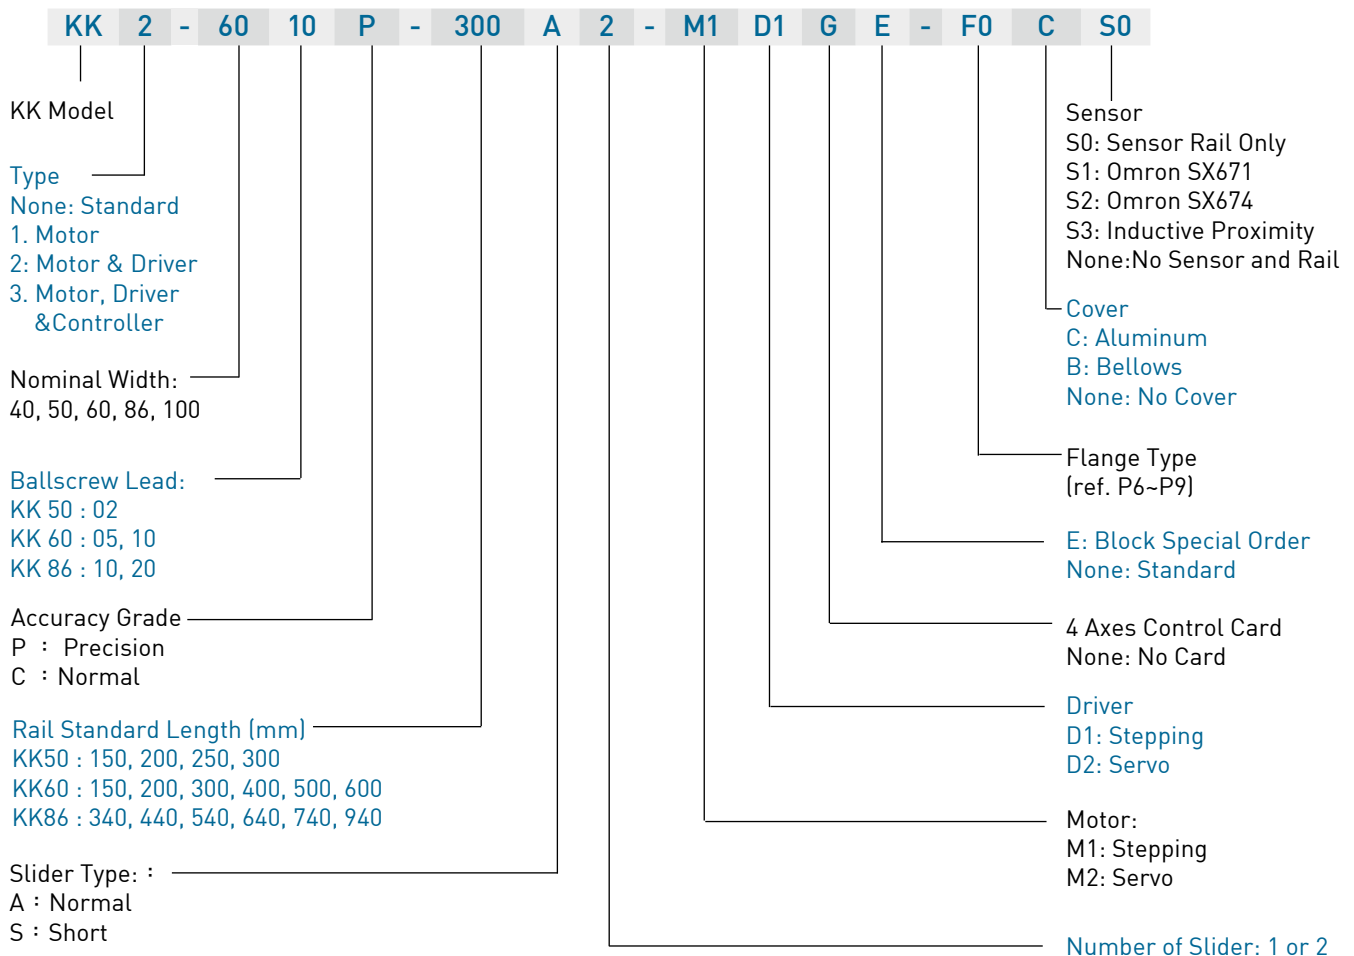 KK 2 - 60 10 P - 300 A 2 - M1 D1 G E - F0 C S0
KK Model
Type
None: Standard
1. Motor
2: Motor & Driver
3. Motor, Driver
&Controller
Nominal Width:
40, 50, 60, 86, 100
Ballscrew Lead:
KK 50 : 02
KK 60 : 05, 10
KK 86 : 10, 20
Accuracy Grade
P : Precision
C : Normal
Rail Standard Length (mm)
KK50 : 150, 200, 250, 300
KK60 : 150, 200, 300, 400, 500, 600
KK86 : 340, 440, 540, 640, 740, 940
Slider Type: :
A : Normal
S : Short
Sensor
S0: Sensor Rail Only
S1: Omron SX671
S2: Omron SX674
S3: Inductive Proximity
None:No Sensor and Rail
Cover
C: Aluminum
B: Bellows
None: No Cover
Flange Type
(ref. P6~P9)
E: Block Special Order
None: Standard
4 Axes Control Card
None: No Card
Driver
D1: Stepping
D2: Servo
Motor:
M1: Stepping
M2: Servo
Number of Slider: 1 or 2